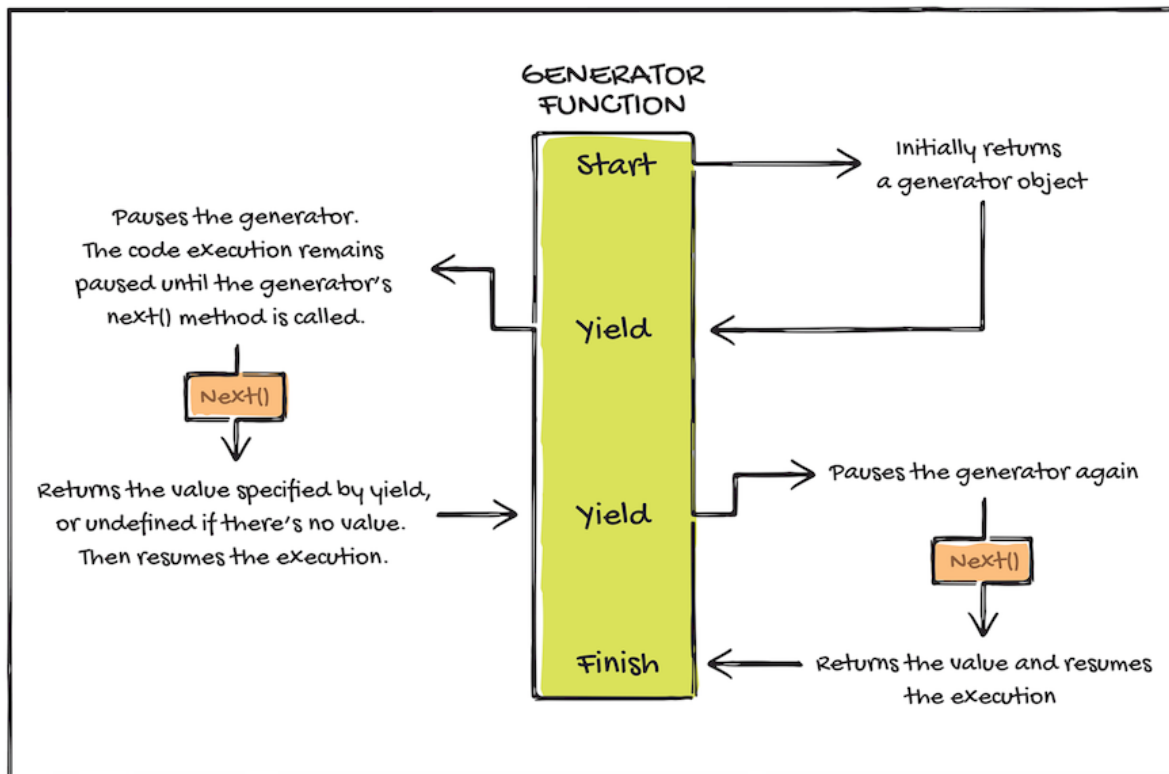 GENERATOR
FUNCTION
Start
Initially returns
a generator object
Pauses the generator.
The code execution remains
paused until the generator's
next() method is called.
Yield
Next()
Returns the value specified by yield,
or undefined if there's no value.
Then resumes the execution.
Yield
Pauses the generator again
Next()
Returns the value and resumes
the execution
Finish